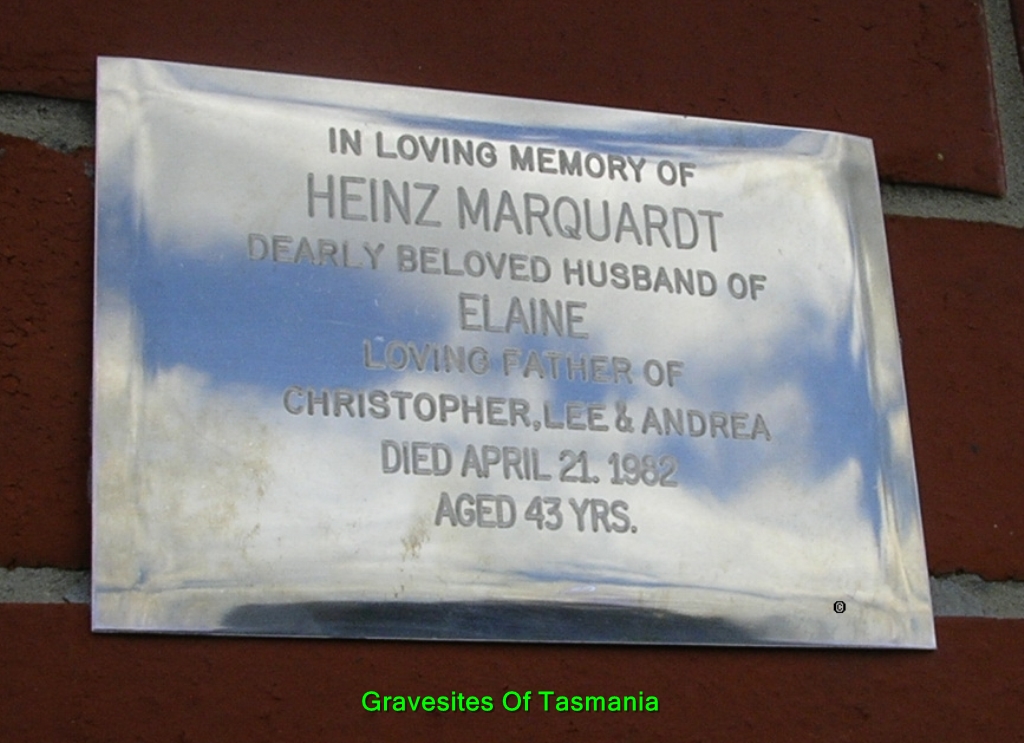 IN LOVING MEMORY OF
HEINZ MARQUARDT
DEARLY BELOVED HUSBAND OF
ELAINE
LOVING FATHER OF
CHRISTOPHER, LEE & ANDREA
DIED APRIL 21. 1982
AGED 43 YRS.
©
Gravesites Of Tasmania